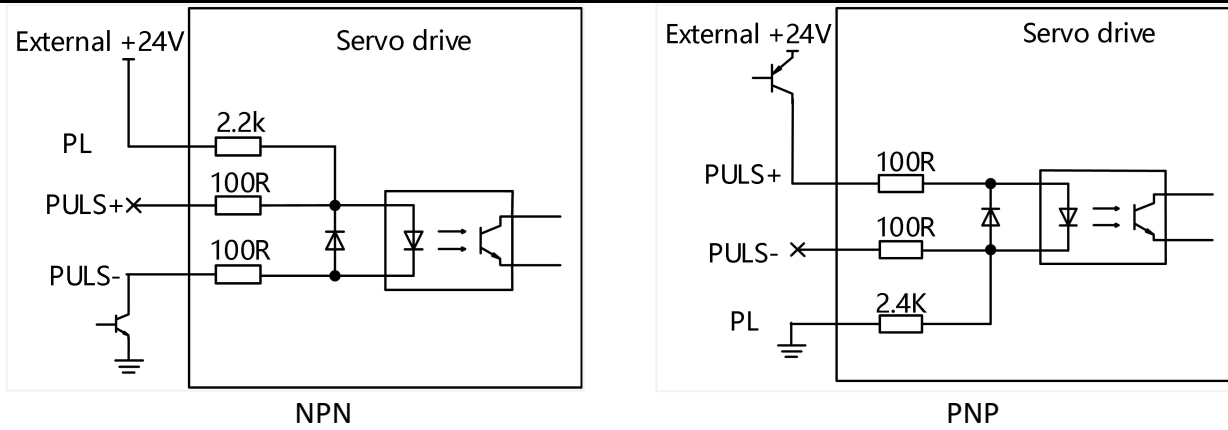 External +24V
Servo drive
2.2k
PL
100R
PULS+
100R
PULS-
NPN
External +24V
Servo drive
100R
PULS+
100R
PULS-
2.4K
PL
PNP